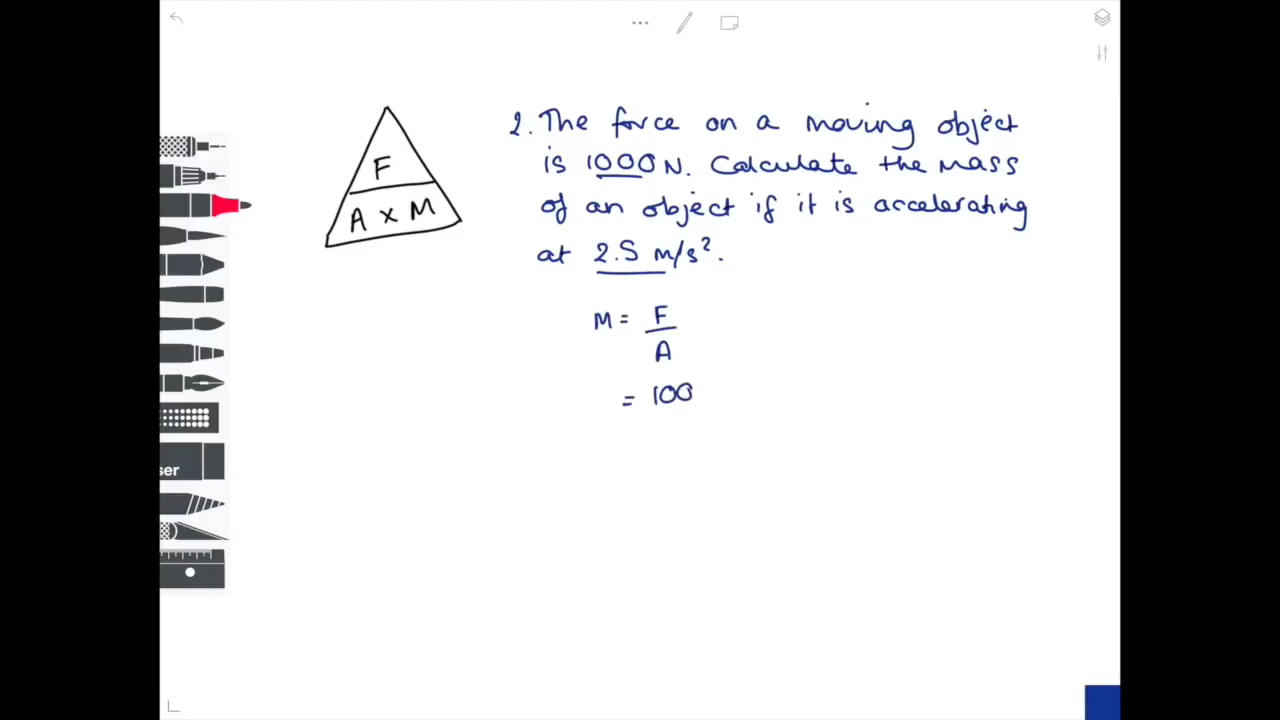 F
A x M
2. The force on a moving object
is 1000 N. Calculate the mass
of an object if it is accelerating
at 2.5 m/s².
M = F
A
= 100
ser